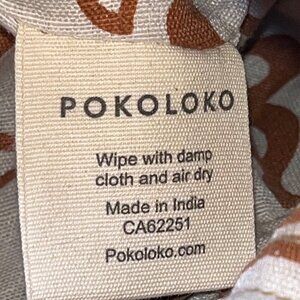 POKOLOKO
Wipe with damp
cloth and air dry
Made in India
CA62251
Pokoloko.com